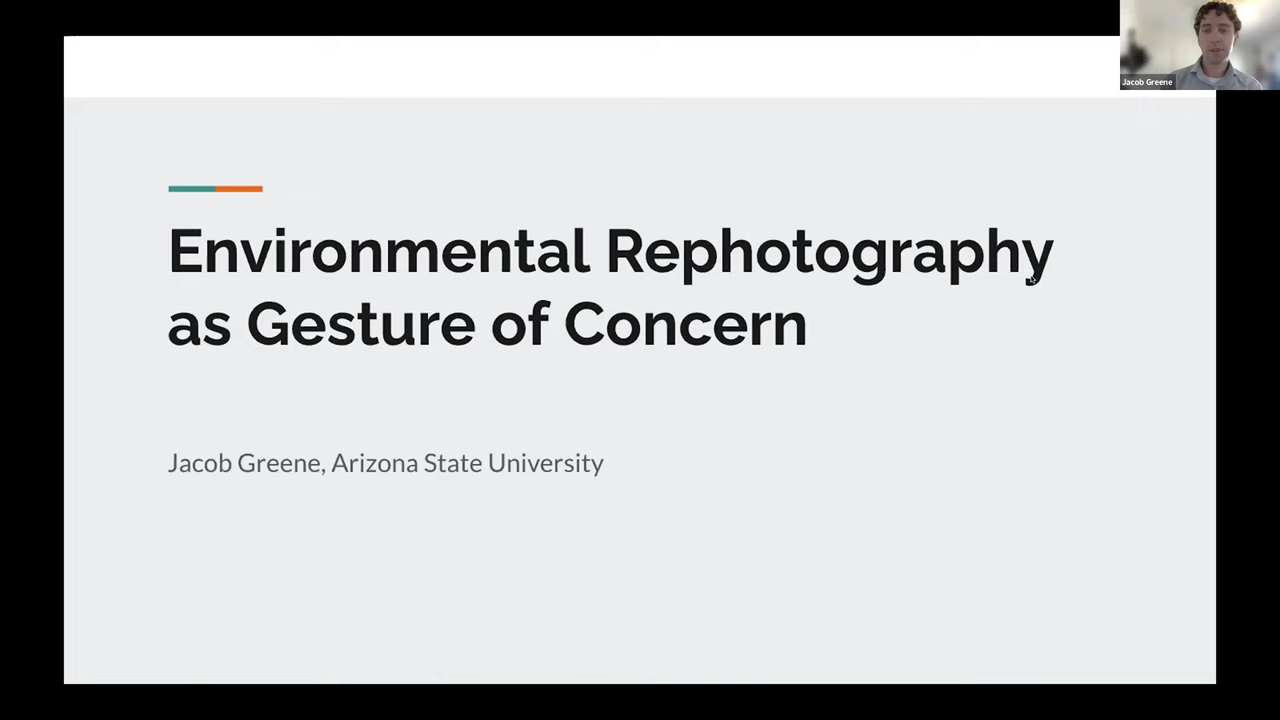 Jacob Greene
Environmental Rephotography
as Gesture of Concern
Jacob Greene, Arizona State University